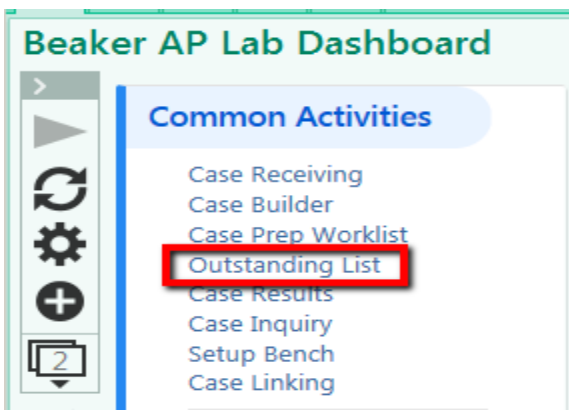 Beaker AP Lab Dashboard
Common Activities
Case Receiving
Case Builder
Case Prep Worklist
Outstanding List
Case Results
Case Inquiry
Setup Bench
Case Linking
2